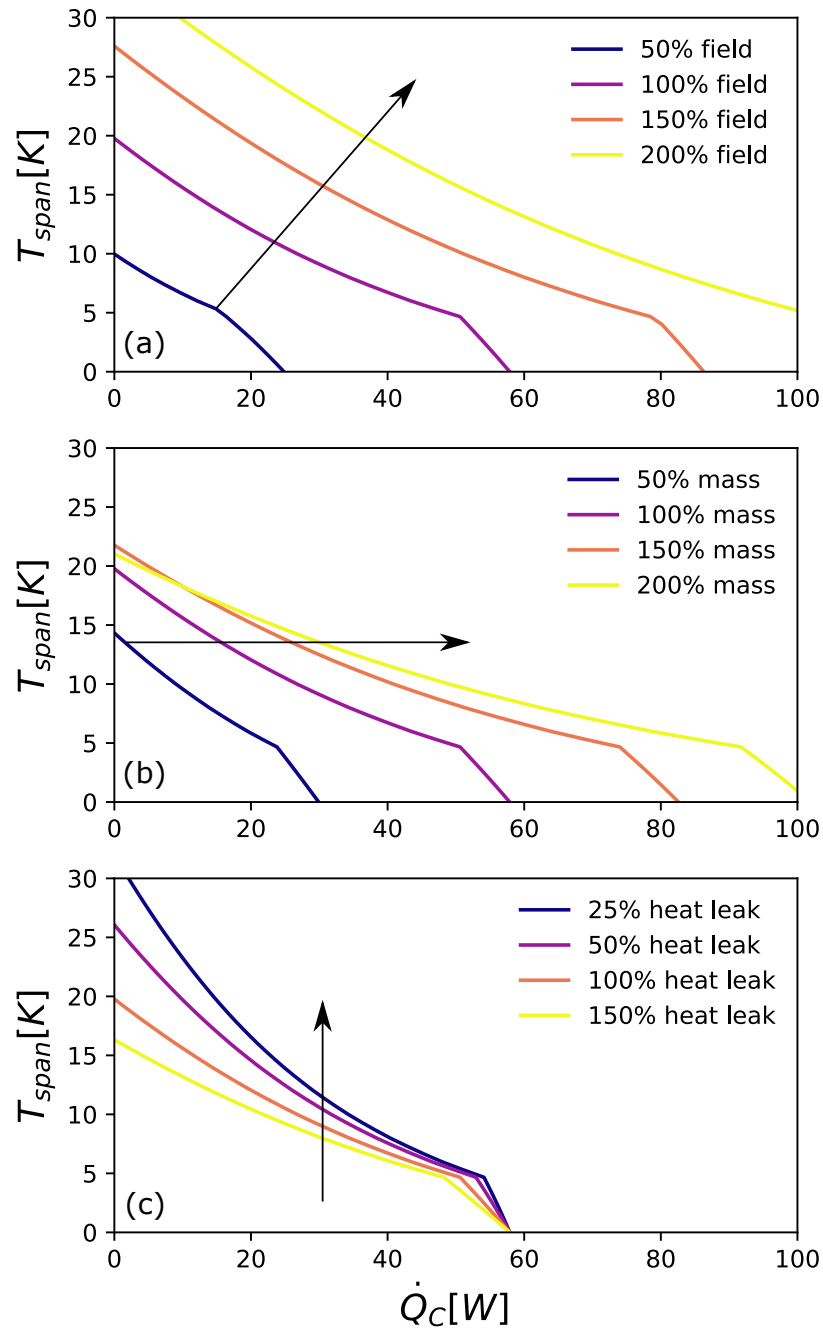 30
25
20
15
10
5
0
T_span[K]
50% field
100% field
150% field
200% field
(a)
0 20 40 60 80 100
30
25
20
15
10
5
0
T_span[K]
50% mass
100% mass
150% mass
200% mass
(b)
0 20 40 60 80 100
30
25
20
15
10
5
0
T_span[K]
25% heat leak
50% heat leak
100% heat leak
150% heat leak
(c)
0 20 40 60 80 100
Q̇_C[W]